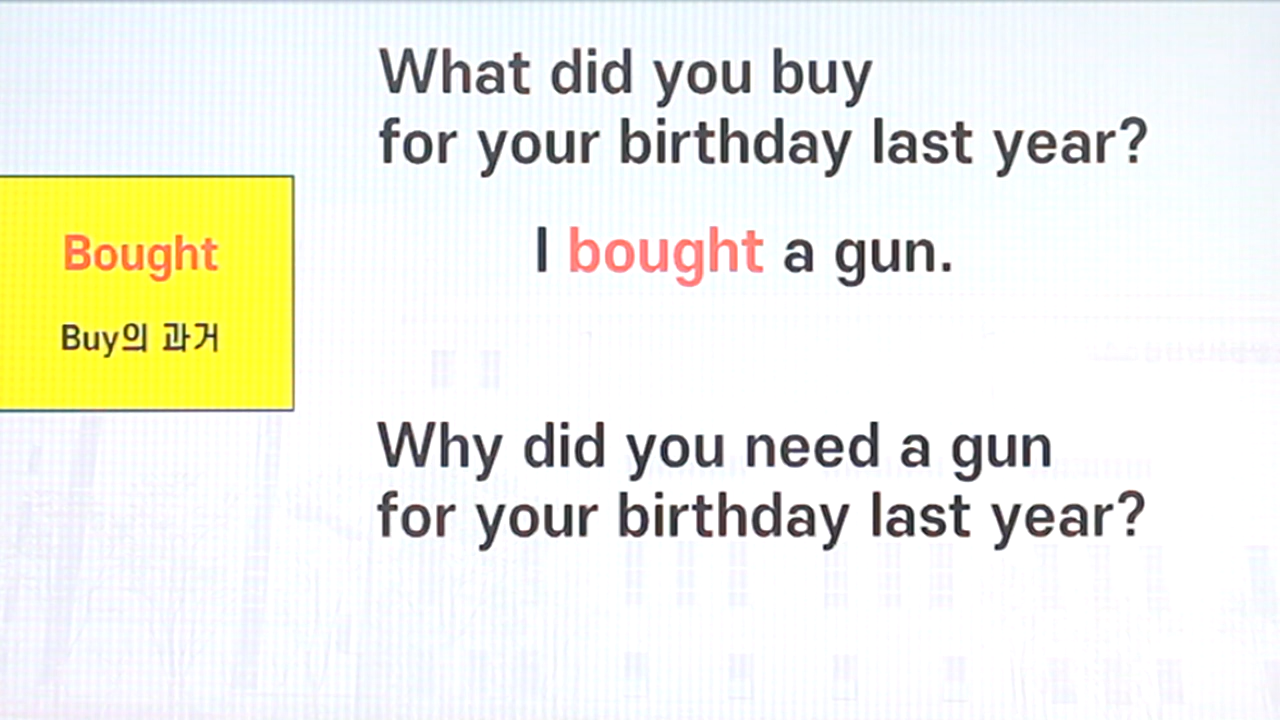 What did you buy
for your birthday last year?
Bought
Buy의 과거
I bought a gun.
Why did you need a gun
for your birthday last year?